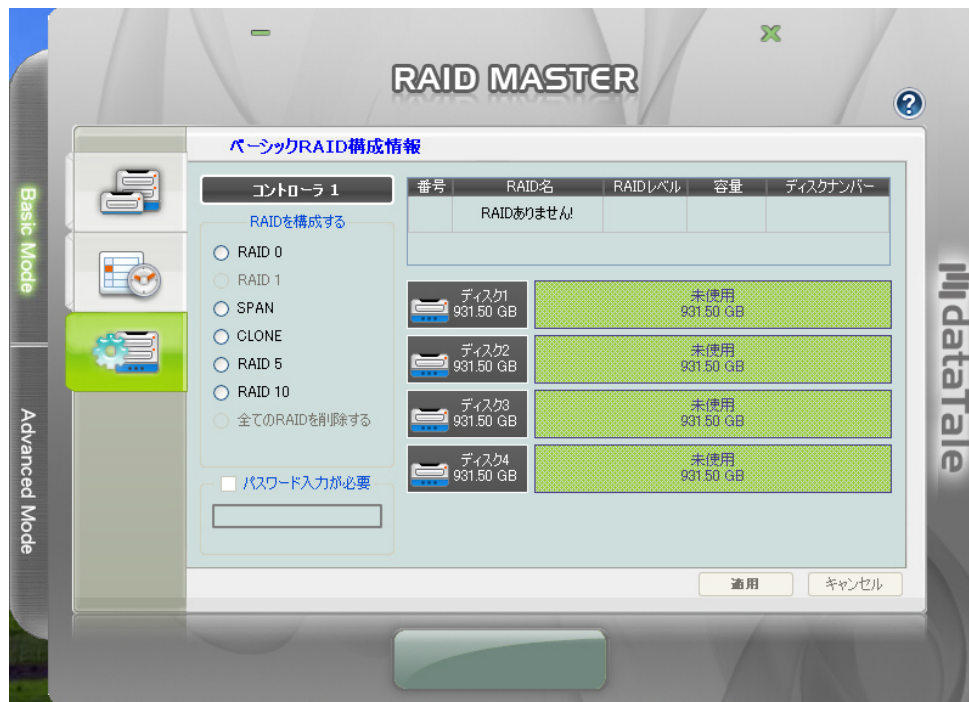 RAID MASTER
?
ベーシックRAID構成情報
Basic Mode
Advanced Mode
コントローラ 1
RAIDを構成する
RAID 0
RAID 1
SPAN
CLONE
RAID 5
RAID 10
全てのRAIDを削除する
パスワード入力が必要
番号 RAID名 RAIDレベル 容量 ディスクナンバー
RAIDありません!
ディスク1
931.50 GB
未使用
931.50 GB
ディスク2
931.50 GB
未使用
931.50 GB
ディスク3
931.50 GB
未使用
931.50 GB
ディスク4
931.50 GB
未使用
931.50 GB
適用 キャンセル
dataTale